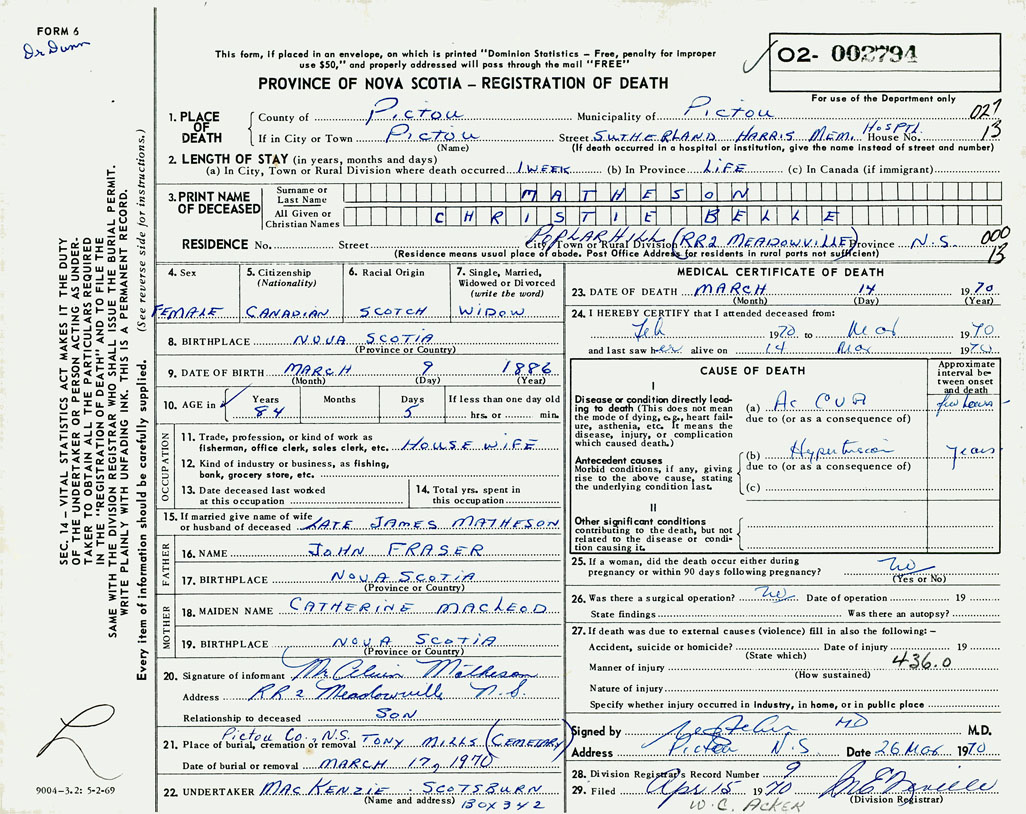 FORM 6
Dr Dunn
This form, if placed in an envelope, on which is printed "Dominion Statistics – Free, penalty for improper
use $50," and properly addressed will pass through the mail "FREE"
PROVINCE OF NOVA SCOTIA – REGISTRATION OF DEATH
02- 002794
For use of the Department only
027
13
1. PLACE OF DEATH
County of Pictou Municipality of Pictou
If in City or Town Pictou Street SUTHERLAND HARRIS MEM. HOSPTL House No.
(Name) (If death occurred in a hospital or institution, give the name instead of street and number)
2. LENGTH OF STAY (in years, months and days)
(a) In City, Town or Rural Division where death occurred 1 WEEK (b) In Province LIFE (c) In Canada (if immigrant)
3. PRINT NAME OF DECEASED
Surname or Last Name MATHESON
All Given or Christian Names CHRISTIE BELLE
RESIDENCE No. Street POPLAR HILL City, Town or Rural Division (RR2 MEADOWVILLE) Province N.S. 000
13
(Residence means usual place of abode. Post Office Address for residents in rural parts not sufficient)
4. Sex
FEMALE
5. Citizenship
(Nationality)
CANADIAN
6. Racial Origin
SCOTCH
7. Single, Married,
Widowed or Divorced
(write the word)
WIDOW
8. BIRTHPLACE NOVA SCOTIA
(Province or Country)
9. DATE OF BIRTH MARCH 9 1886
(Month) (Day) (Year)
10. AGE in Years Months Days If less than one day old
84 5 hrs. or min.
OCCUPATION
11. Trade, profession, or kind of work as
fisherman, office clerk, sales clerk, etc. HOUSE WIFE
12. Kind of industry or business, as fishing,
bank, grocery store, etc.
13. Date deceased last worked
at this occupation
14. Total yrs. spent in
this occupation
15. If married give name of wife
or husband of deceased LATE JAMES MATHESON
FATHER
16. NAME JOHN FRASER
17. BIRTHPLACE NOVA SCOTIA
(Province or Country)
MOTHER
18. MAIDEN NAME CATHERINE MACLEOD
19. BIRTHPLACE NOVA SCOTIA
(Province or Country)
20. Signature of informant Mr. Matheson
Address RR2 Meadowville N.S.
Relationship to deceased SON
Pictou Co., N.S.
21. Place of burial, cremation or removal TONY MILLS (CEMETARY)
Date of burial or removal MARCH 17, 1970
22. UNDERTAKER MACKENZIE SCOTSBURN
(Name and address) BOX 342
MEDICAL CERTIFICATE OF DEATH
23. DATE OF DEATH MARCH 14 1970
(Month) (Day) (Year)
24. I HEREBY CERTIFY that I attended deceased from:
Feb 1970 to Mar 1970
and last saw her alive on 14 Mar 1970
CAUSE OF DEATH
Approximate
interval be-
tween onset
and death
I
Disease or condition directly lead-
ing to death (This does not mean
the mode of dying, e.g., heart fail-
ure, asthenia, etc. It means the
disease, injury, or complication
which caused death.)
(a) Ac CVA few hours
due to (or as a consequence of)
Antecedent causes
Morbid conditions, if any, giving
rise to the above cause, stating
the underlying condition last.
(b) Hypertension years
due to (or as a consequence of)
(c)
II
Other significant conditions
contributing to the death, but not
related to the disease or condi-
tion causing it.
25. If a woman, did the death occur either during
pregnancy or within 90 days following pregnancy? no
(Yes or No)
26. Was there a surgical operation? no Date of operation 19
State findings Was there an autopsy?
27. If death was due to external causes (violence) fill in also the following: –
Accident, suicide or homicide? Date of injury 19
(State which) 436.0
Manner of injury
(How sustained)
Nature of injury
Specify whether injury occurred in industry, in home, or in public place
Signed by MD M.D.
Address Pictou N.S Date 26 Mar 1970
28. Division Registrar's Record Number 9
29. Filed Apr 15 1970
W. C. ACKER (Division Registrar)
SEC. 14 – VITAL STATISTICS ACT MAKES IT THE DUTY
OF THE UNDERTAKER OR PERSON ACTING AS UNDER-
TAKER TO OBTAIN ALL THE PARTICULARS REQUIRED
IN THE "REGISTRATION OF DEATH" AND TO FILE THE
SAME WITH THE DIVISION REGISTRAR WHO SHALL ISSUE THE BURIAL PERMIT.
WRITE PLAINLY WITH UNFADING INK. THIS IS A PERMANENT RECORD.
Every item of information should be carefully supplied. (See reverse side for instructions.)
9004-3.2: 5-2-69